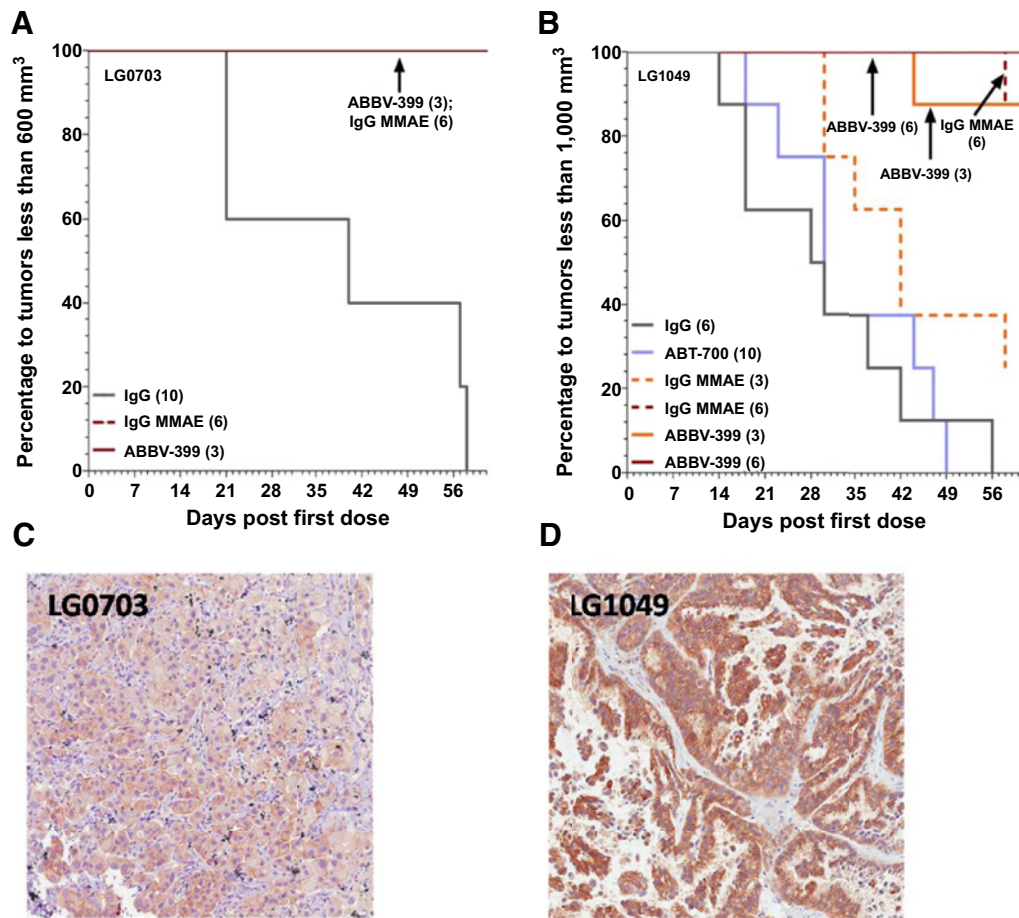 A
Percentage to tumors less than 600 mm³
100
80
60
40
20
0
LG0703
ABBV-399 (3);
IgG MMAE (6)
IgG (10)
IgG MMAE (6)
ABBV-399 (3)
0 7 14 21 28 35 42 49 56
Days post first dose
B
Percentage to tumors less than 1,000 mm³
100
80
60
40
20
0
LG1049
ABBV-399 (6)
IgG MMAE
(6)
ABBV-399 (3)
IgG (6)
ABT-700 (10)
IgG MMAE (3)
IgG MMAE (6)
ABBV-399 (3)
ABBV-399 (6)
0 7 14 21 28 35 42 49 56
Days post first dose
C
LG0703
D
LG1049